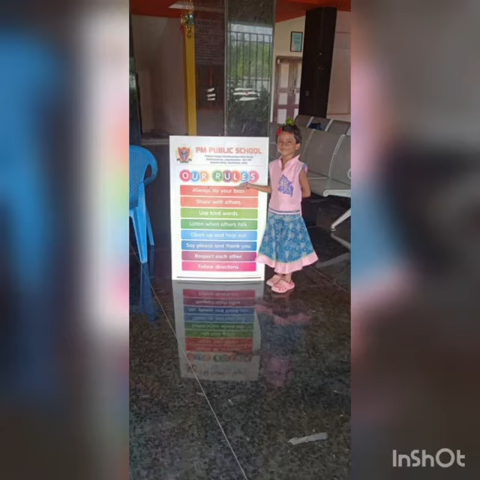 PM PUBLIC SCHOOL
OUR RULES
Always do your best.
Share with others.
Use kind words.
Listen when others talk.
Clean up and help out.
Say please and thank you.
Respect each other.
Follow directions.
InShOt